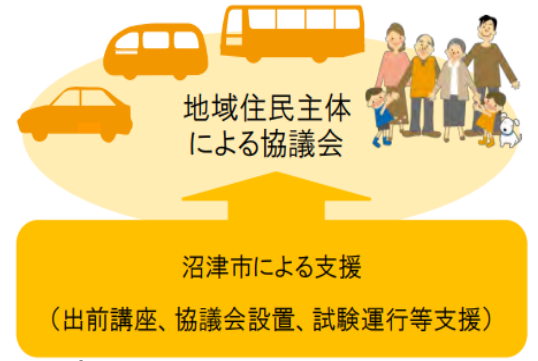 地域住民主体
による協議会
沼津市による支援
（出前講座、協議会設置、試験運行等支援）